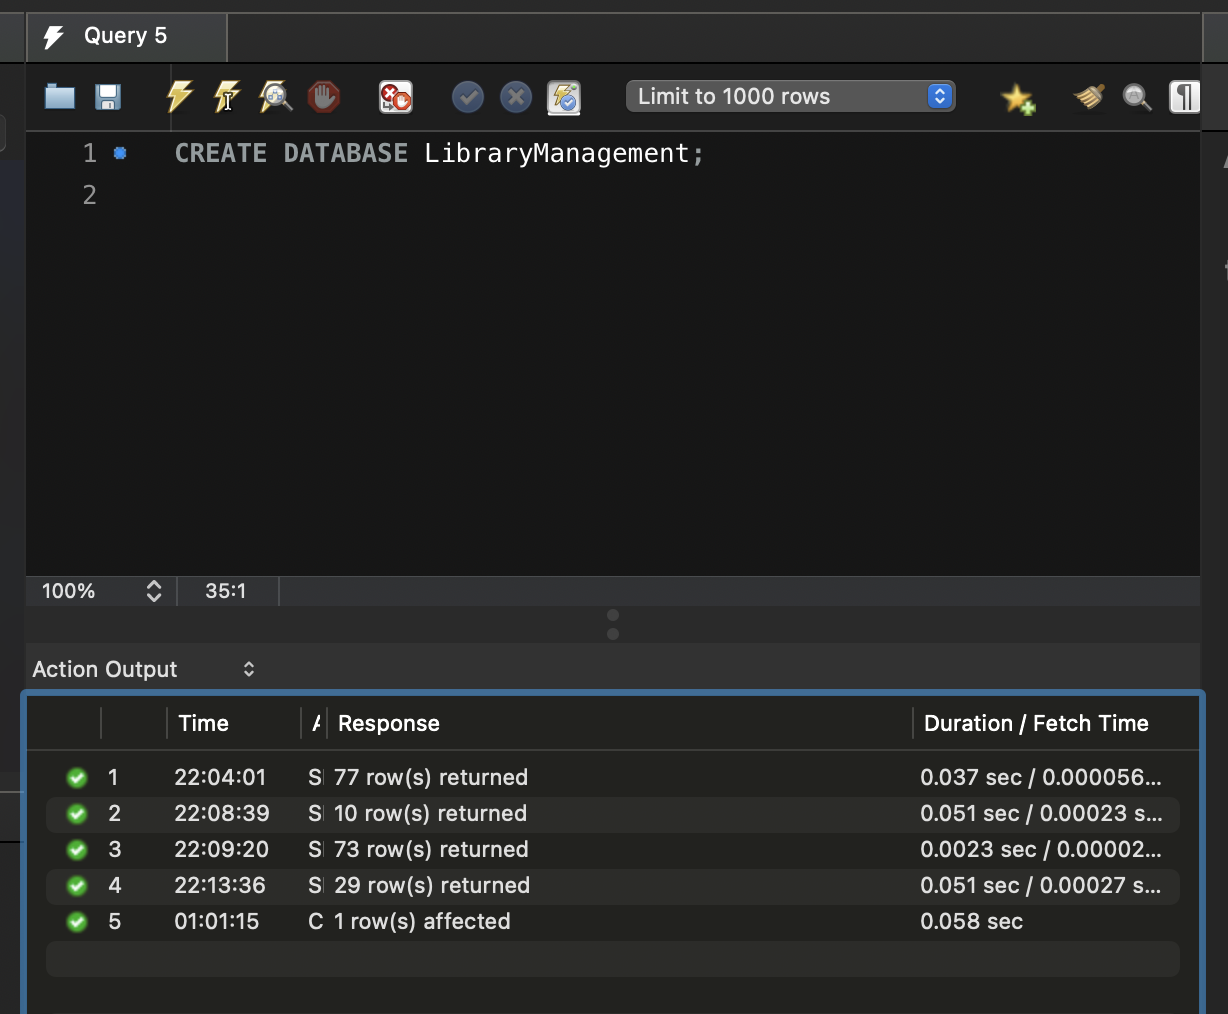 Query 5
Limit to 1000 rows
1 CREATE DATABASE LibraryManagement;
2
100% 35:1
Action Output
Time Response Duration / Fetch Time
1 22:04:01 S 77 row(s) returned 0.037 sec / 0.000056...
2 22:08:39 S 10 row(s) returned 0.051 sec / 0.00023 s...
3 22:09:20 S 73 row(s) returned 0.0023 sec / 0.00002...
4 22:13:36 S 29 row(s) returned 0.051 sec / 0.00027 s...
5 01:01:15 C 1 row(s) affected 0.058 sec